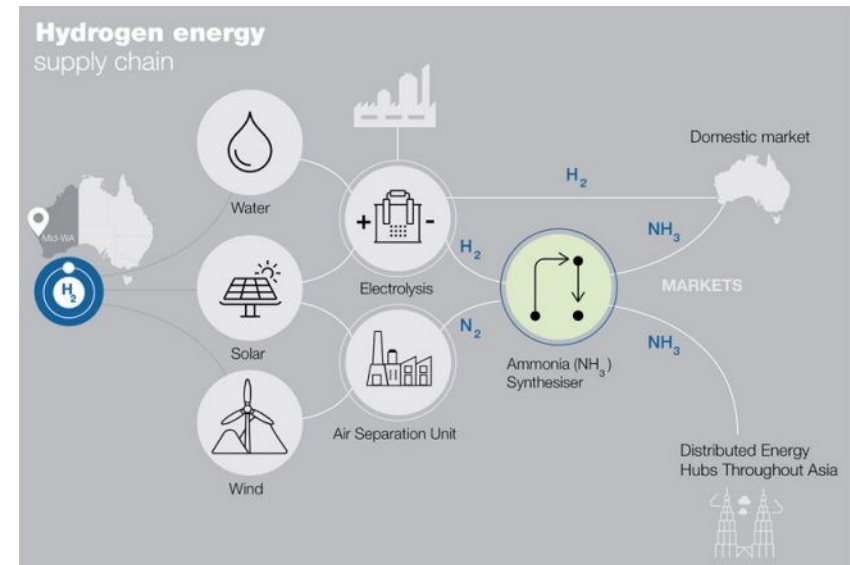 Hydrogen energy
supply chain
Domestic market
H₂
Water
Mid-WA
NH₃
+ -
H₂
H₂
Electrolysis
MARKETS
Solar
N₂
NH₃
Ammonia (NH₃)
Synthesiser
Air Separation Unit
Distributed Energy
Hubs Throughout Asia
Wind